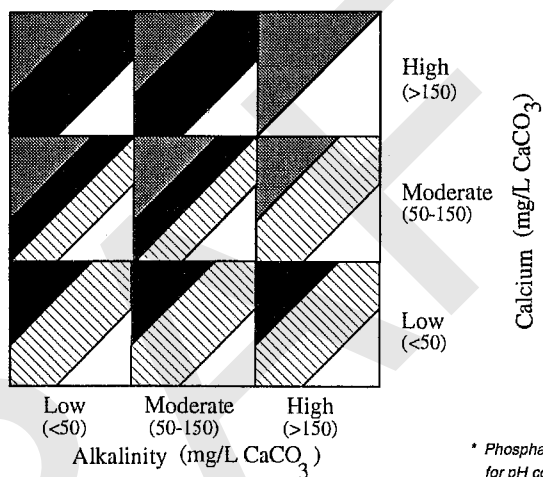 High
(>150)
Moderate
(50-150)
Low
(<50)
Calcium (mg/L CaCO3)
Low
(<50)
Moderate
(50-150)
High
(>150)
Alkalinity (mg/L CaCO3)
* Phospha
for pH co